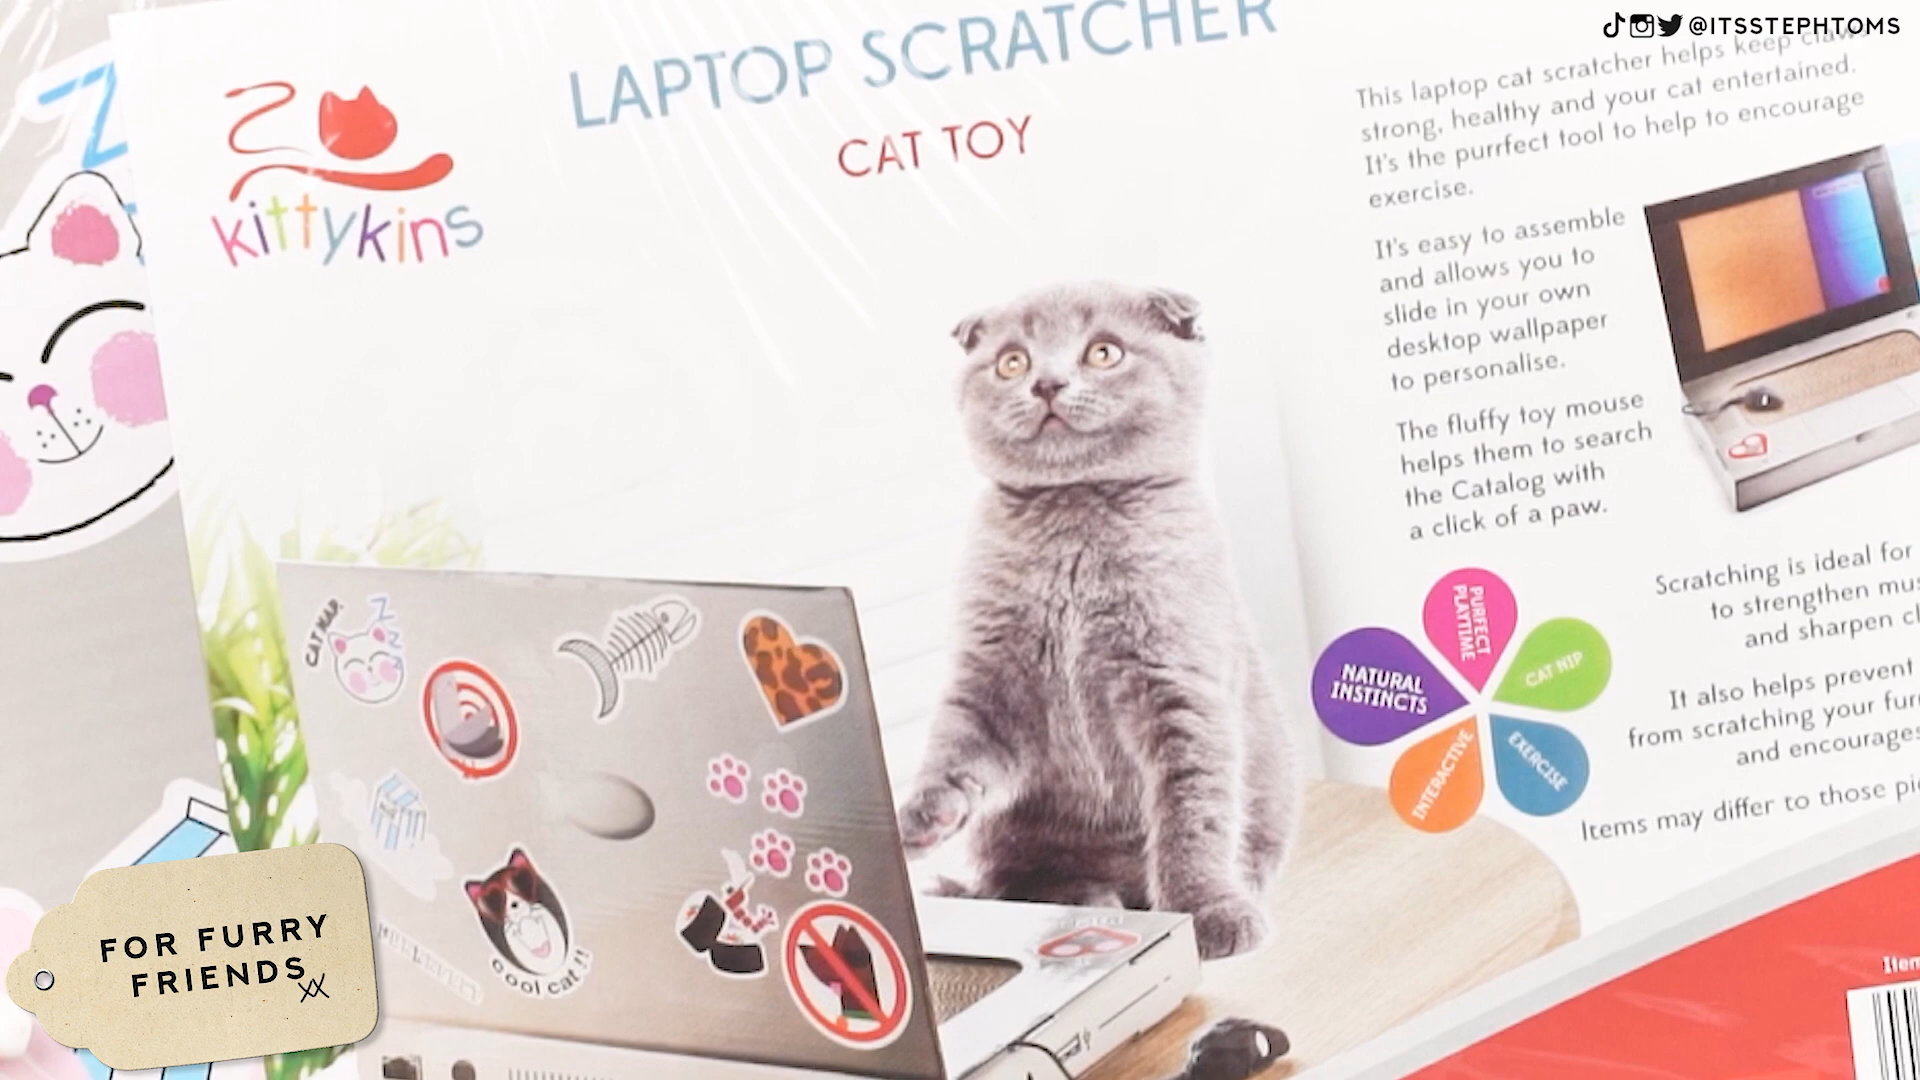 @ITSSTEPHTOMS
LAPTOP SCRATCHER
CAT TOY
kittykins
This laptop cat scratcher helps keep claws
strong, healthy and your cat entertained.
It's the purrfect tool to help to encourage
exercise.
It's easy to assemble
and allows you to
slide in your own
desktop wallpaper
to personalise.
The fluffy toy mouse
helps them to search
the Catalog with
a click of a paw.
PURFECT
PLAYTIME
CAT NIP
NATURAL
INSTINCTS
INTERACTIVE
EXERCISE
Scratching is ideal for
to strengthen
and sharpen
It also helps prevent
from scratching your
and encourages
Items may differ to those
CAT NAP.
Z
Z
Z
cool cat!!
FOR FURRY
FRIENDS
XX